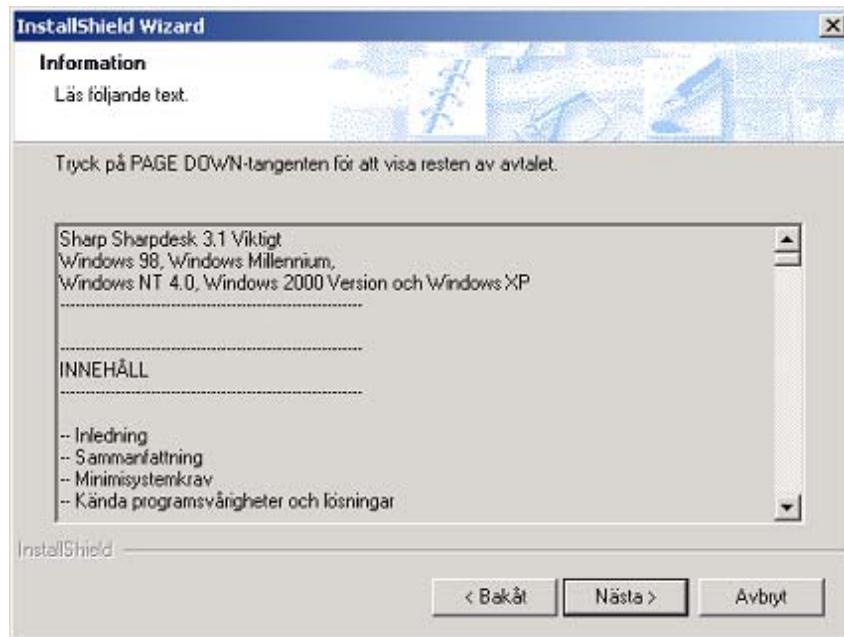 InstallShield Wizard
Information
Läs följande text.
Tryck på PAGE DOWN-tangenten för att visa resten av avtalet.
Sharp Sharpdesk 3.1 Viktigt
Windows 98, Windows Millennium,
Windows NT 4.0, Windows 2000 Version och Windows XP
--------------------------------------------------------------
--------------------------------------------------------------
INNEHÅLL
--------------------------------------------------------------
-- Inledning
-- Sammanfattning
-- Minimisystemkrav
-- Kända programsvårigheter och lösningar
InstallShield
< Bakåt
Nästa >
Avbryt